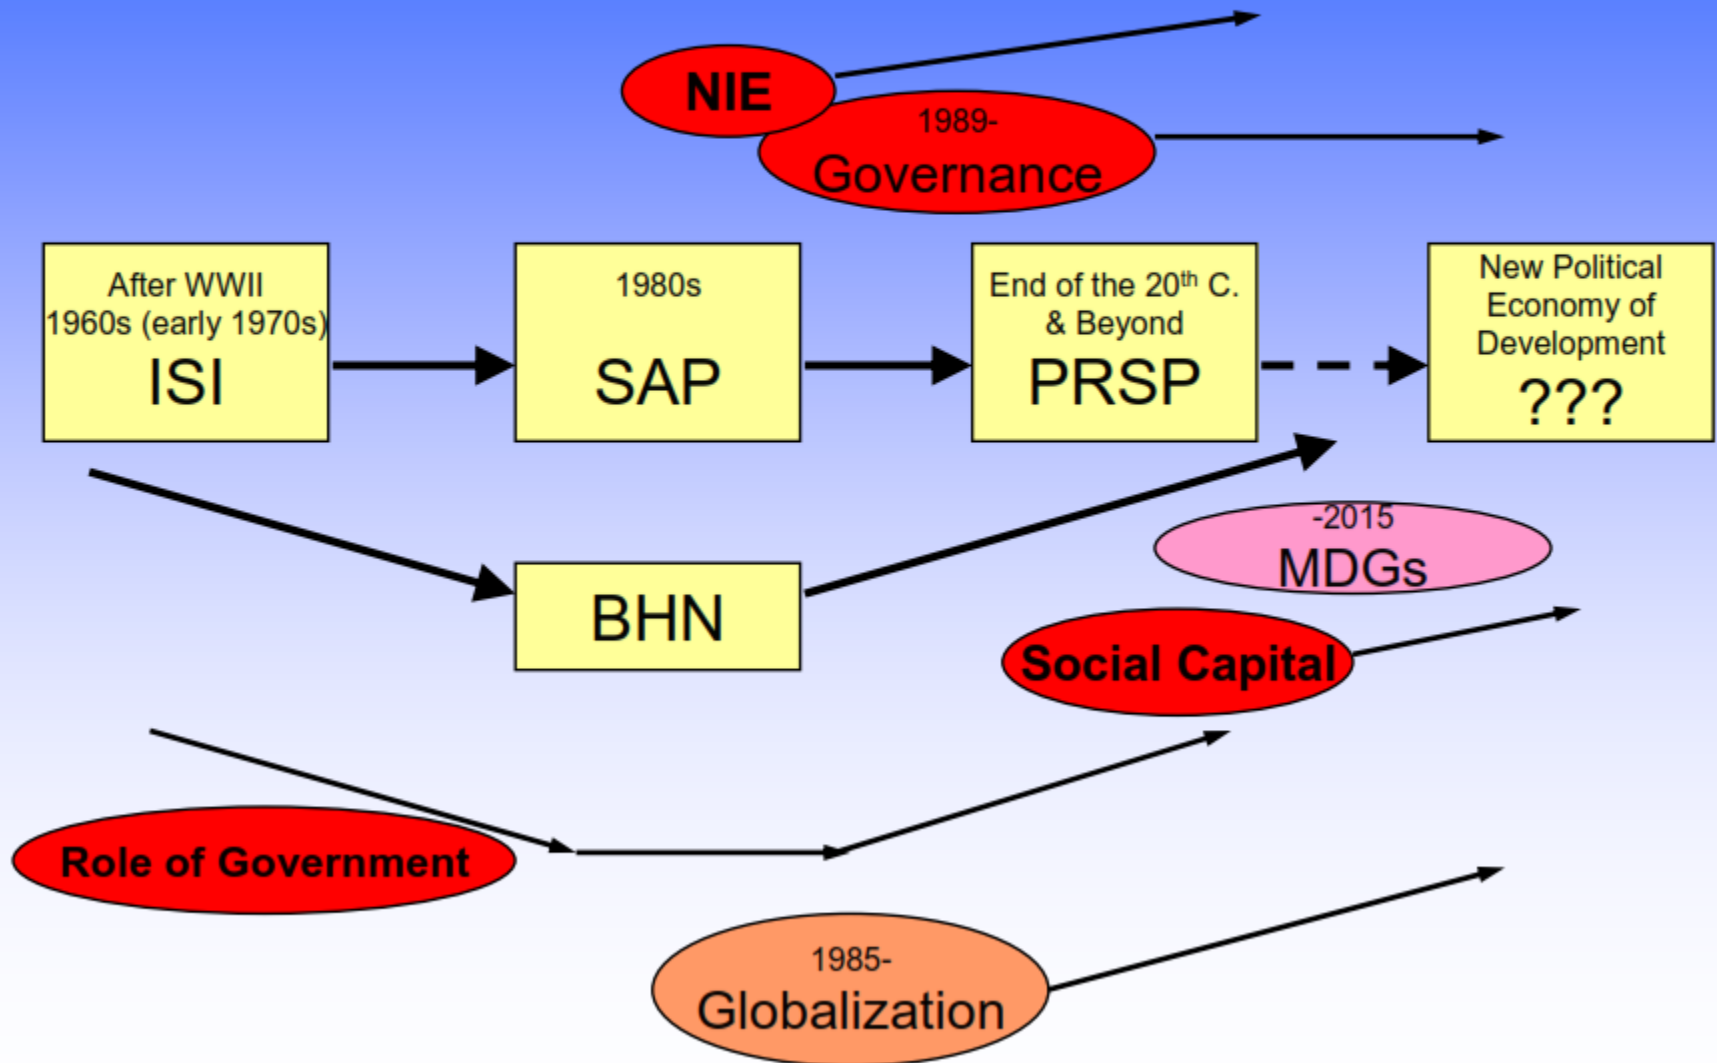 NIE
1989-
Governance
After WWII
1960s (early 1970s)
ISI
1980s
SAP
End of the 20th C.
& Beyond
PRSP
New Political
Economy of
Development
???
-2015
MDGs
BHN
Social Capital
Role of Government
1985-
Globalization